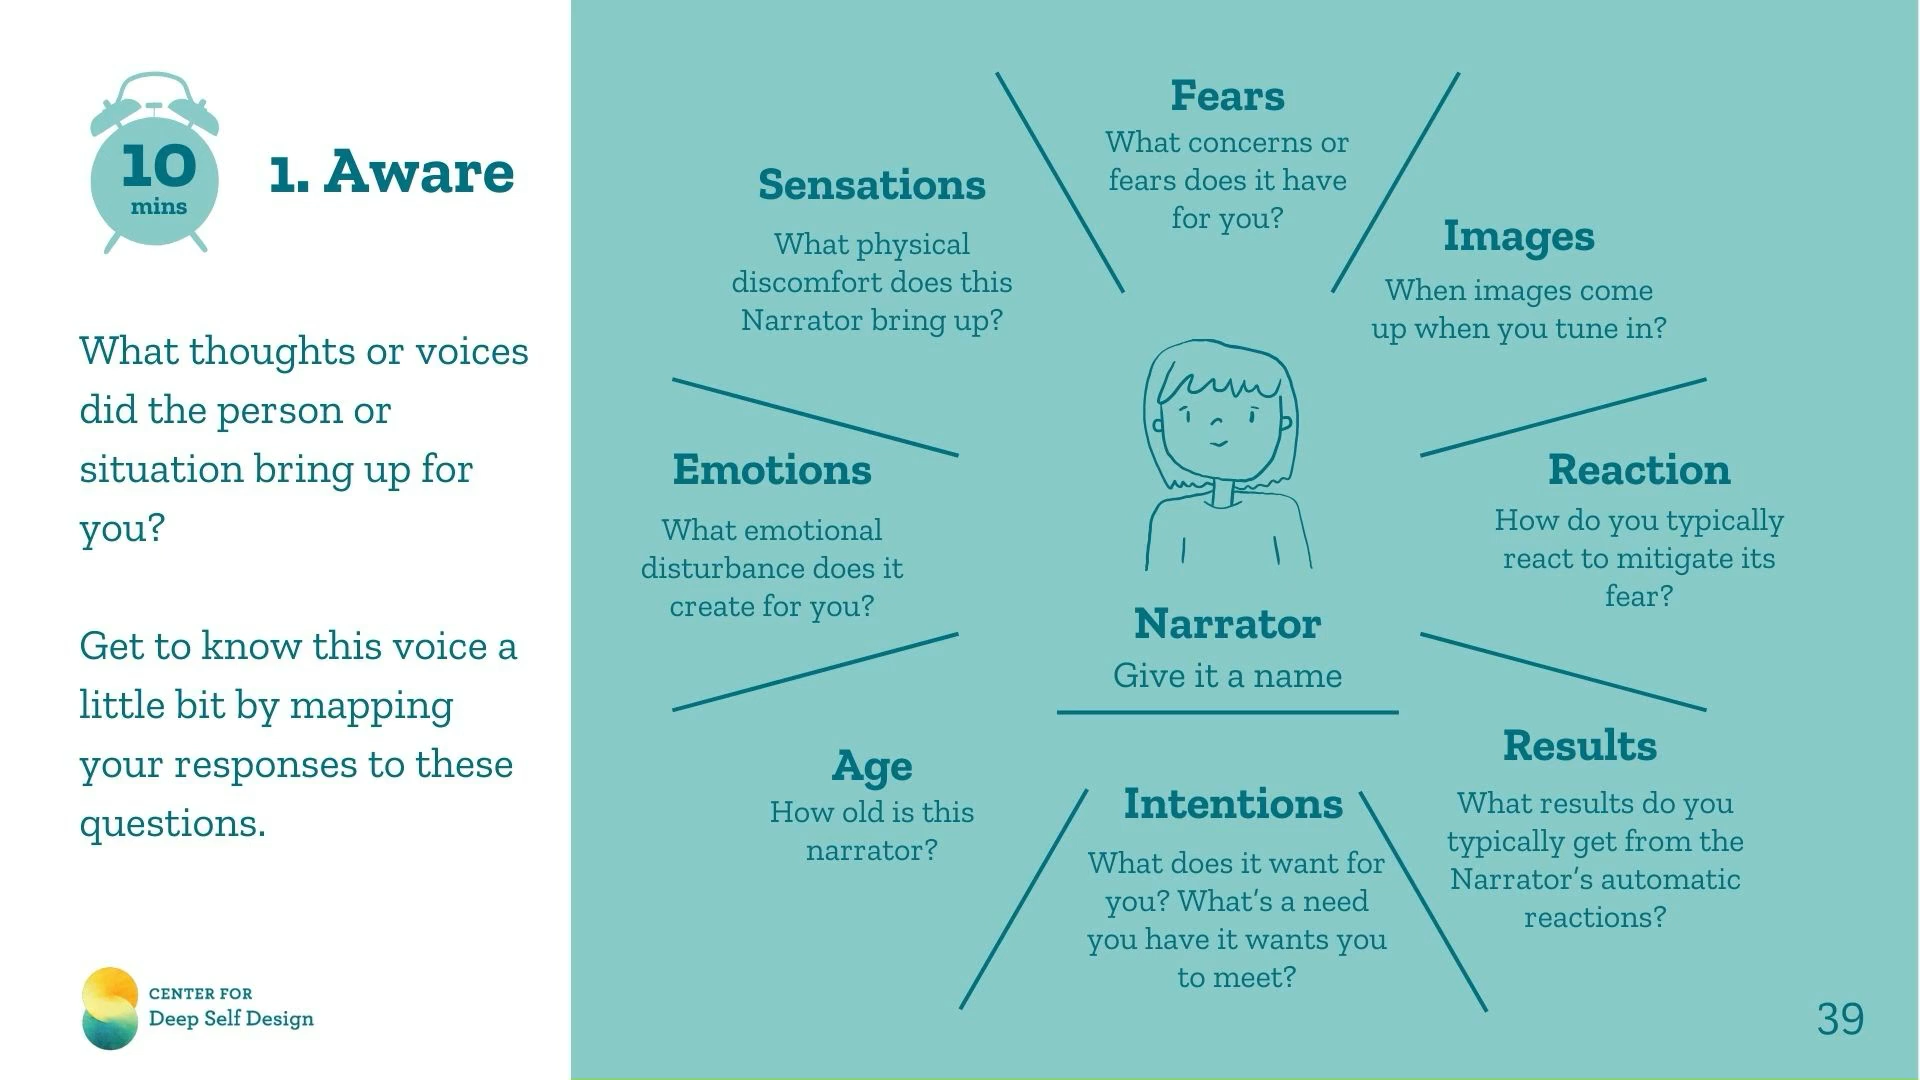 10
mins
1. Aware
What thoughts or voices
did the person or
situation bring up for
you?
Get to know this voice a
little bit by mapping
your responses to these
questions.
CENTER FOR
Deep Self Design
Fears
What concerns or
fears does it have
for you?
Sensations
What physical
discomfort does this
Narrator bring up?
Images
When images come
up when you tune in?
Emotions
What emotional
disturbance does it
create for you?
Reaction
How do you typically
react to mitigate its
fear?
Narrator
Give it a name
Age
How old is this
narrator?
Intentions
What does it want for
you? What's a need
you have it wants you
to meet?
Results
What results do you
typically get from the
Narrator's automatic
reactions?
39